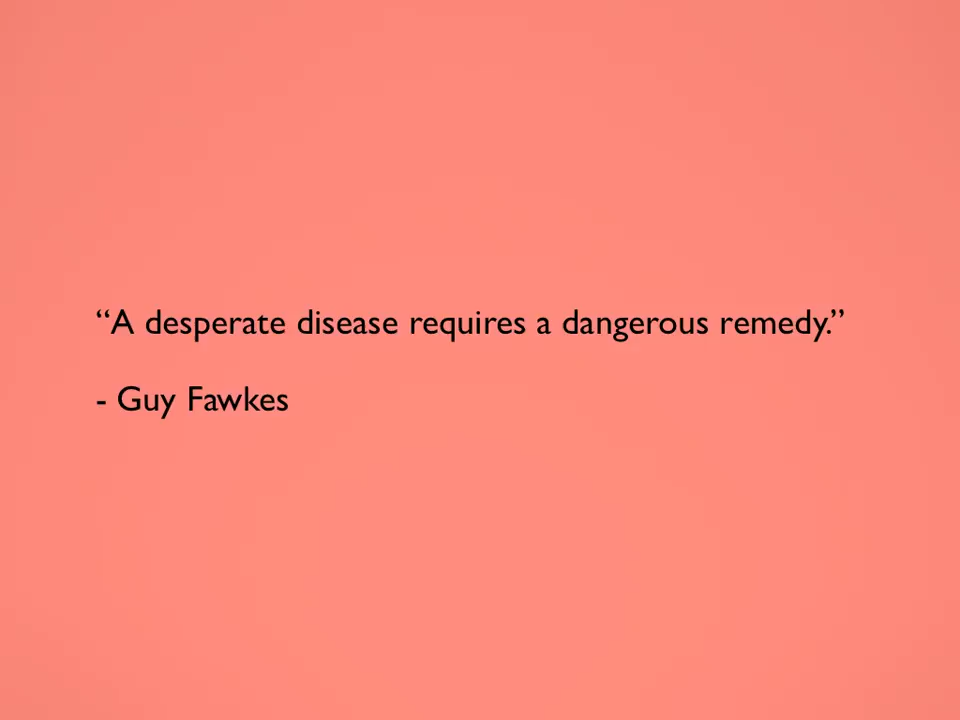 “A desperate disease requires a dangerous remedy.”
- Guy Fawkes